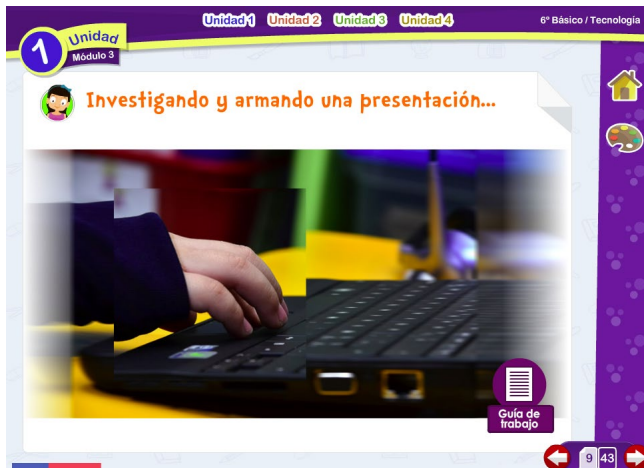 Unidad 1 Unidad 2 Unidad 3 Unidad 4
6º Básico / Tecnología
1 Unidad
Módulo 3
Investigando y armando una presentación...
Guía de
trabajo
9 43